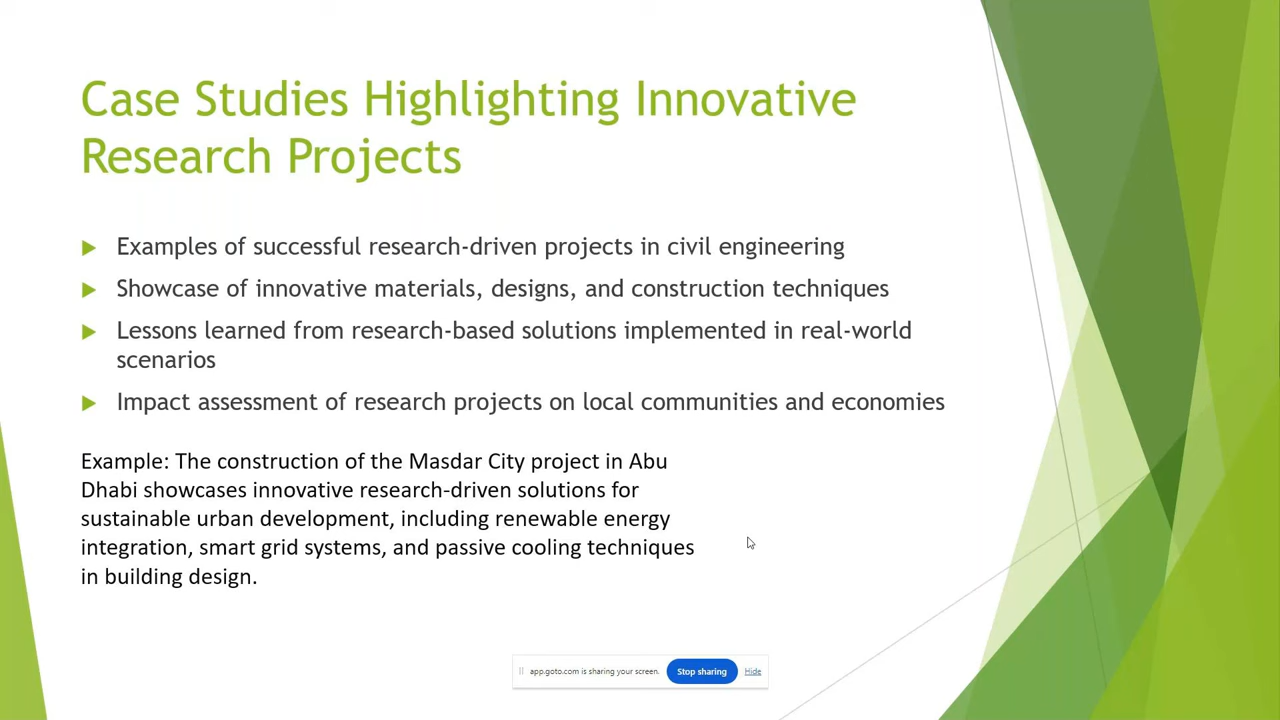 Case Studies Highlighting Innovative
Research Projects
Examples of successful research-driven projects in civil engineering
Showcase of innovative materials, designs, and construction techniques
Lessons learned from research-based solutions implemented in real-world
scenarios
Impact assessment of research projects on local communities and economies
Example: The construction of the Masdar City project in Abu
Dhabi showcases innovative research-driven solutions for
sustainable urban development, including renewable energy
integration, smart grid systems, and passive cooling techniques
in building design.
app.goto.com is sharing your screen. Stop sharing Hide